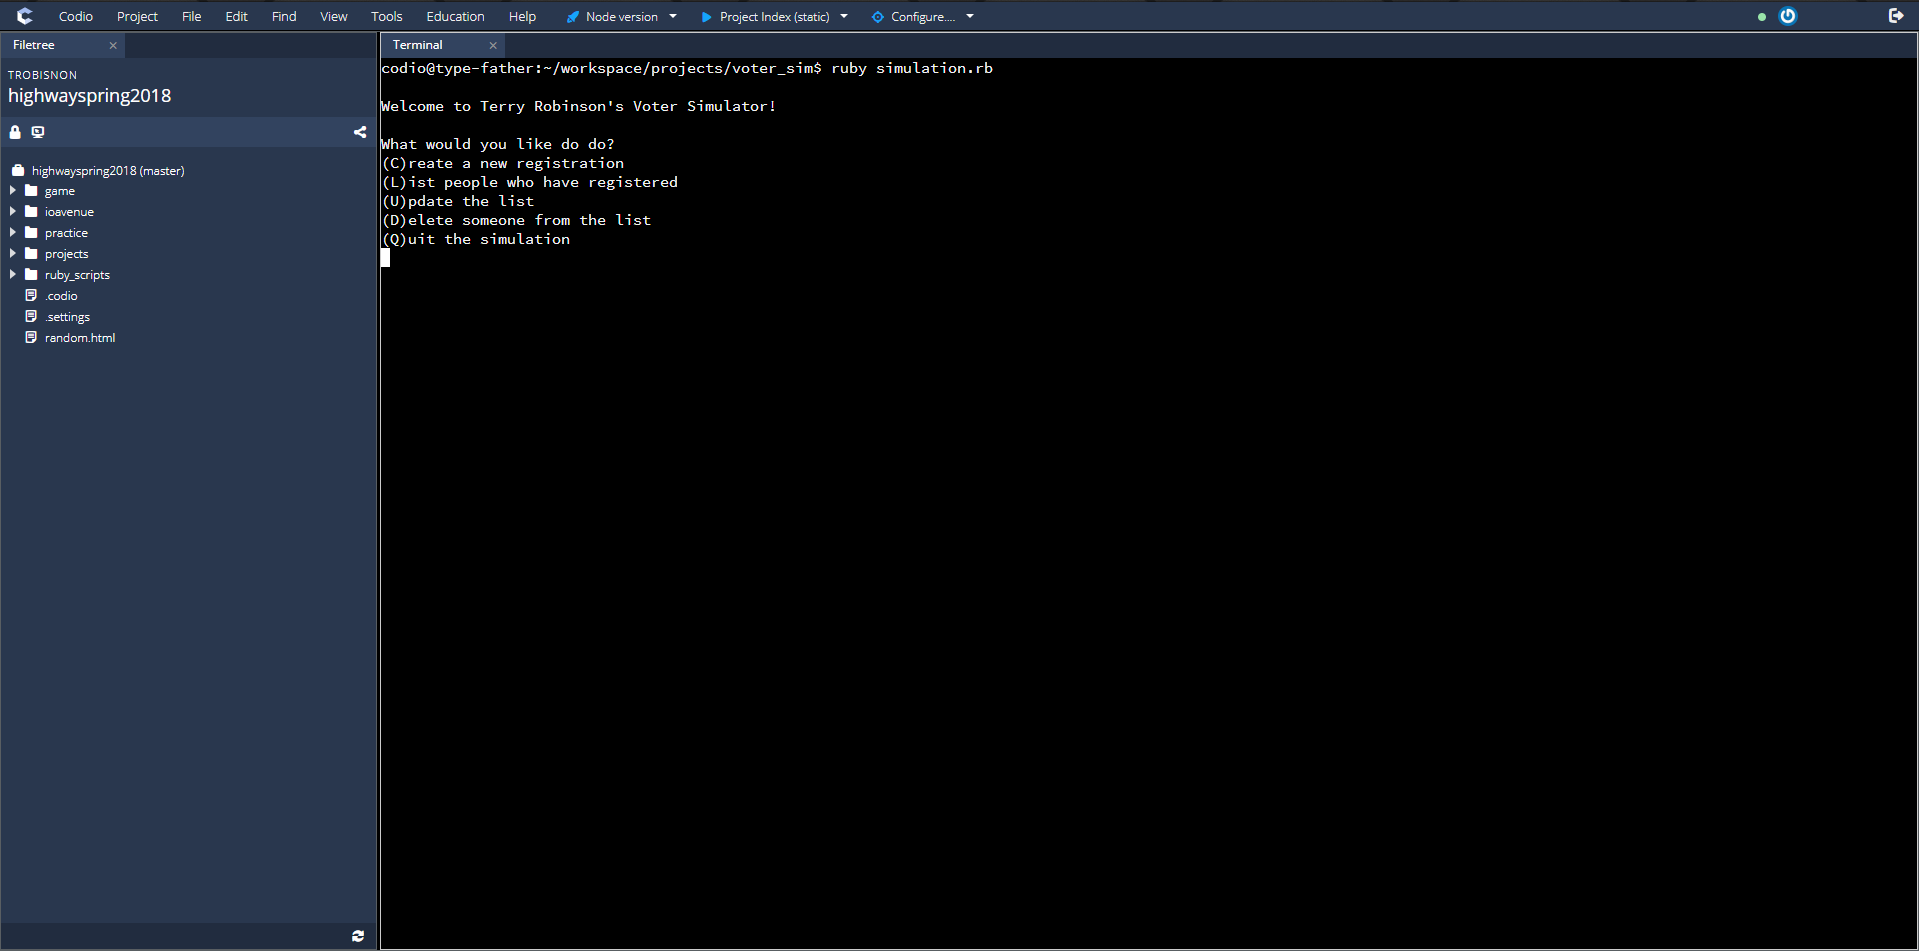 Codio Project File Edit Find View Tools Education Help Node version Project Index (static) Configure....
Filetree
TROBISNON
highwayspring2018
highwayspring2018 (master)
game
ioavenue
practice
projects
ruby_scripts
.codio
.settings
random.html
Terminal
codio@type-father:~/workspace/projects/voter_sim$ ruby simulation.rb
Welcome to Terry Robinson's Voter Simulator!
What would you like do do?
(C)reate a new registration
(L)ist people who have registered
(U)pdate the list
(D)elete someone from the list
(Q)uit the simulation